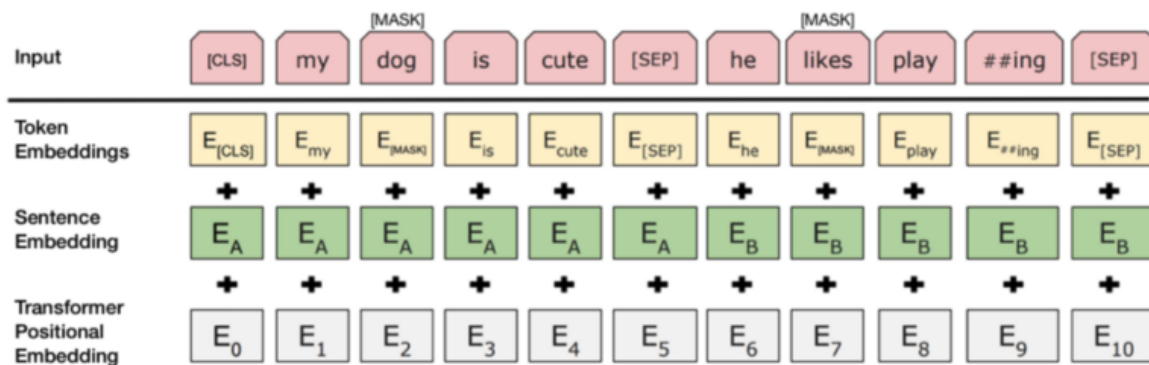 [MASK] [MASK]
Input [CLS] my dog is cute [SEP] he likes play ##ing [SEP]
Token
Embeddings E[CLS] Emy E[MASK] Eis Ecute E[SEP] Ehe E[MASK] Eplay E##ing E[SEP]
+ + + + + + + + + + +
Sentence
Embedding EA EA EA EA EA EA EB EB EB EB EB
+ + + + + + + + + + +
Transformer
Positional
Embedding E0 E1 E2 E3 E4 E5 E6 E7 E8 E9 E10